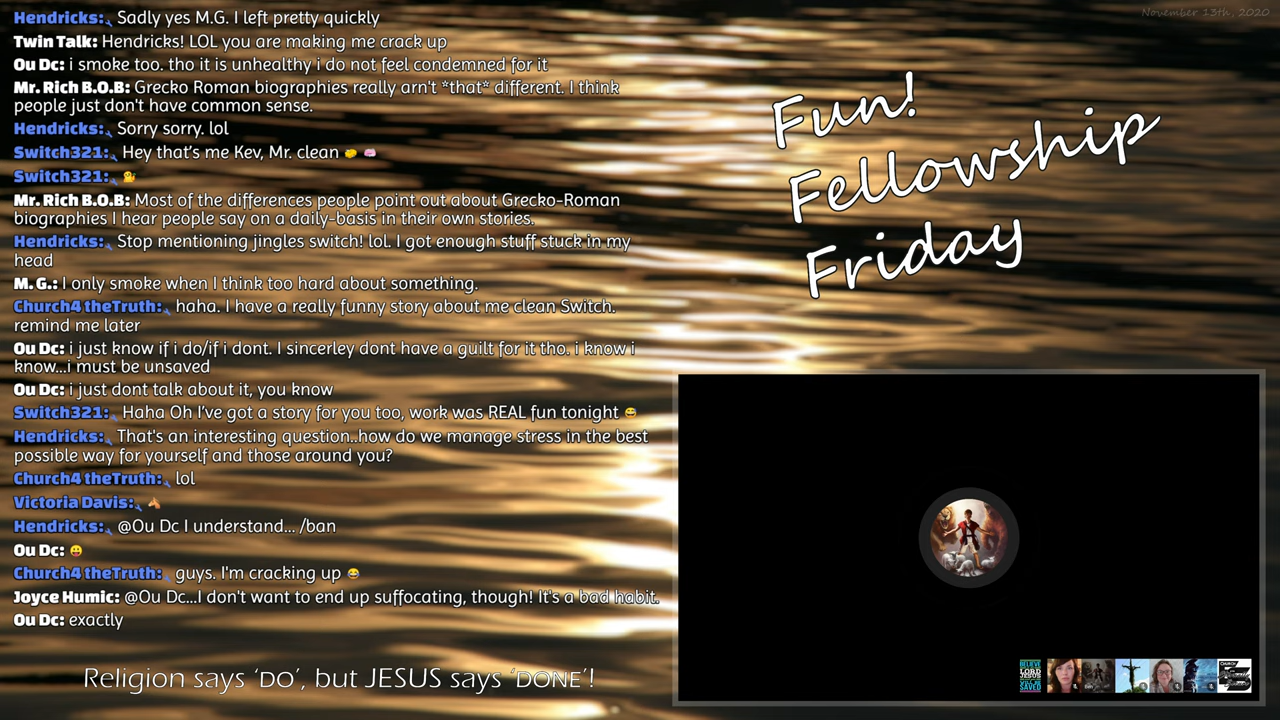 Hendricks: Sadly yes M.G. I left pretty quickly
Twin Talk: Hendricks! LOL you are making me crack up
Ou Dc: i smoke too. tho it is unhealthy i do not feel condemned for it
Mr. Rich B.O.B: Grecko Roman biographies really arn't *that* different. I think
people just don't have common sense.
Hendricks: Sorry sorry. lol
Switch321: Hey that's me Kev, Mr. clean
Switch321:
Mr. Rich B.O.B: Most of the differences people point out about Grecko-Roman
biographies I hear people say on a daily-basis in their own stories.
Hendricks: Stop mentioning jingles switch! lol. I got enough stuff stuck in my
head
M. G.: I only smoke when I think too hard about something.
Church4 theTruth: haha. I have a really funny story about me clean Switch.
remind me later
Ou Dc: i just know if i do/if i dont. I sincerley dont have a guilt for it tho. i know i
know...i must be unsaved
Ou Dc: i just dont talk about it, you know
Switch321: Haha Oh I've got a story for you too, work was REAL fun tonight 😅
Hendricks: That's an interesting question..how do we manage stress in the best
possible way for yourself and those around you?
Church4 theTruth: lol
Victoria Davis: 🐴
Hendricks: @Ou Dc I understand... /ban
Ou Dc: 😛
Church4 theTruth: guys. I'm cracking up 😂
Joyce Humic: @Ou Dc...I don't want to end up suffocating, though! It's a bad habit.
Ou Dc: exactly
Religion says 'DO', but JESUS says 'DONE'!
November 13th, 2020
Fun!
Fellowship
Friday
BELIEVE
LORD
JESUS
SAVED
CHURCH